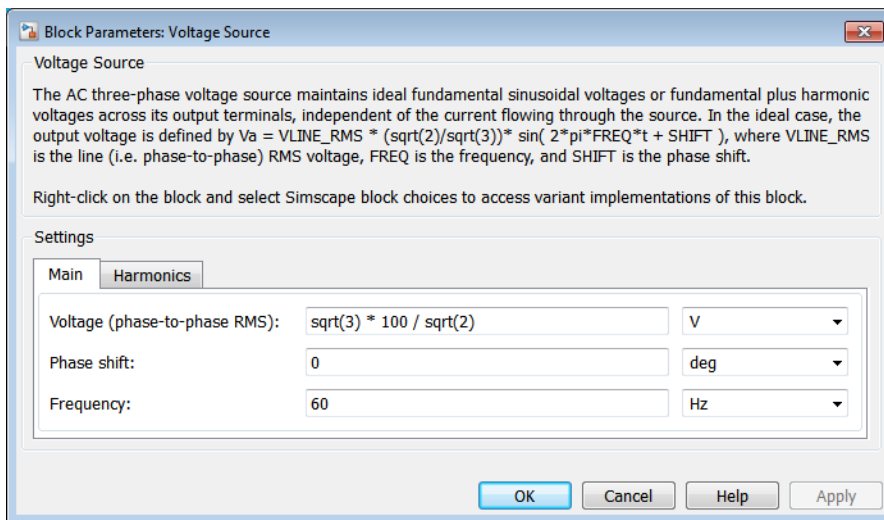 Block Parameters: Voltage Source
Voltage Source
The AC three-phase voltage source maintains ideal fundamental sinusoidal voltages or fundamental plus harmonic
voltages across its output terminals, independent of the current flowing through the source. In the ideal case, the
output voltage is defined by Va = VLINE_RMS * (sqrt(2)/sqrt(3))* sin( 2*pi*FREQ*t + SHIFT ), where VLINE_RMS
is the line (i.e. phase-to-phase) RMS voltage, FREQ is the frequency, and SHIFT is the phase shift.
Right-click on the block and select Simscape block choices to access variant implementations of this block.
Settings
Main Harmonics
Voltage (phase-to-phase RMS): sqrt(3) * 100 / sqrt(2) V
Phase shift: 0 deg
Frequency: 60 Hz
OK Cancel Help Apply